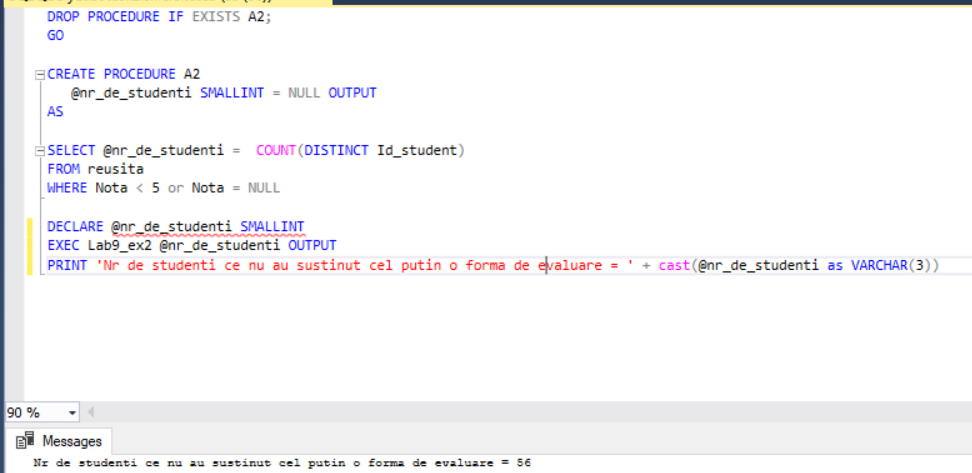 DROP PROCEDURE IF EXISTS A2;
GO
CREATE PROCEDURE A2
@nr_de_studenti SMALLINT = NULL OUTPUT
AS
SELECT @nr_de_studenti =  COUNT(DISTINCT Id_student)
FROM reusita
WHERE Nota < 5 or Nota = NULL
DECLARE @nr_de_studenti SMALLINT
EXEC Lab9_ex2 @nr_de_studenti OUTPUT
PRINT 'Nr de studenti ce nu au sustinut cel putin o forma de evaluare = ' + cast(@nr_de_studenti as VARCHAR(3))
90 %
Messages
Nr de studenti ce nu au sustinut cel putin o forma de evaluare = 56